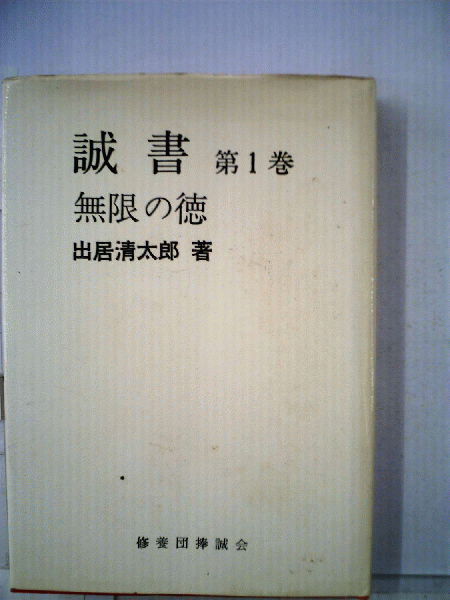 誠書 第1巻
無限の徳
出居清太郎 著
修養団捧誠会